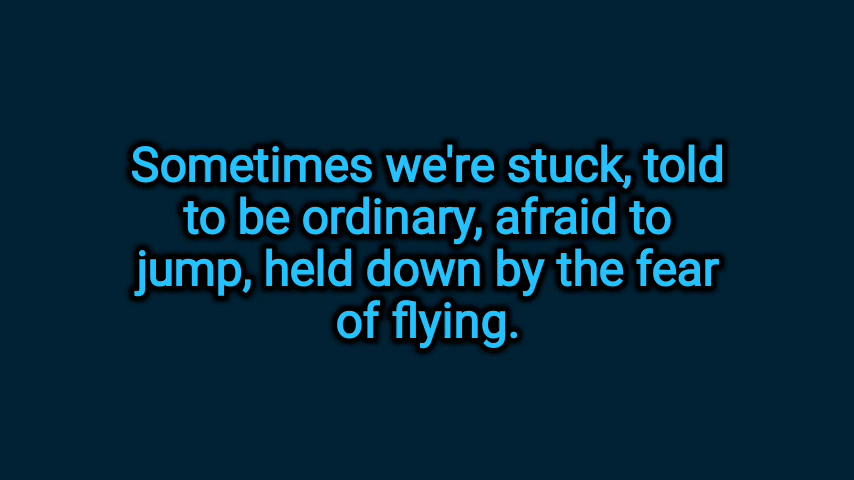 Sometimes we're stuck, told
to be ordinary, afraid to
jump, held down by the fear
of flying.